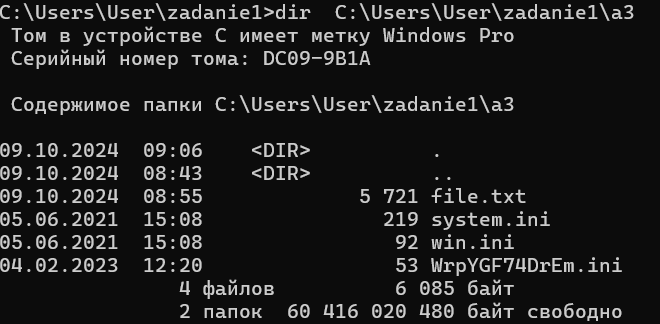 C:\Users\User\zadanie1>dir  C:\Users\User\zadanie1\a3
 Том в устройстве C имеет метку Windows Pro
 Серийный номер тома: DC09-9B1A

 Содержимое папки C:\Users\User\zadanie1\a3

09.10.2024  09:06    <DIR>          .
09.10.2024  08:43    <DIR>          ..
09.10.2024  08:55             5 721 file.txt
05.06.2021  15:08               219 system.ini
05.06.2021  15:08                92 win.ini
04.02.2023  12:20                53 WrpYGF74DrEm.ini
               4 файлов          6 085 байт
               2 папок  60 416 020 480 байт свободно